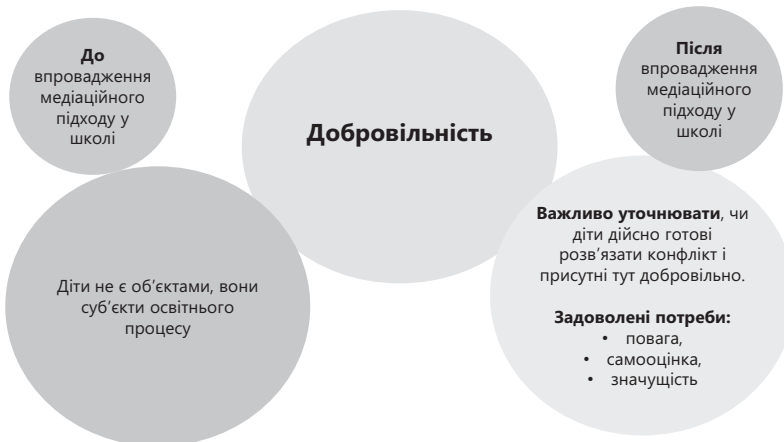 До
впровадження
медіаційного
підходу у
школі
Добровільність
Після
впровадження
медіаційного
підходу у
школі
Діти не є об’єктами, вони
суб’єкти освітнього
процесу
Важливо уточнювати, чи
діти дійсно готові
розв’язати конфлікт і
присутні тут добровільно.
Задоволені потреби:
• повага,
• самооцінка,
• значущість